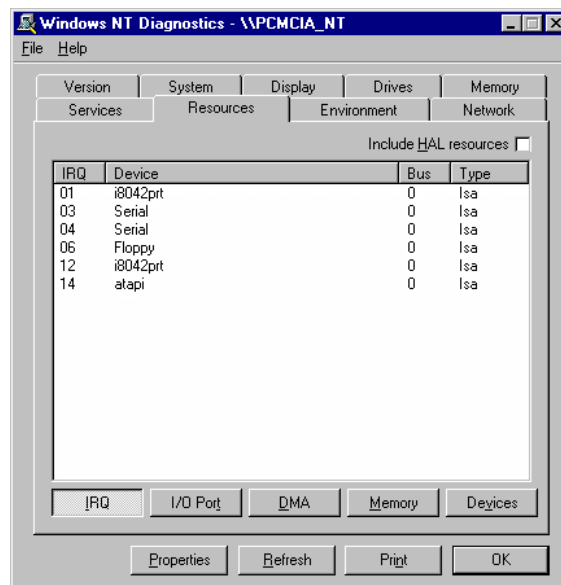 Windows NT Diagnostics - \\PCMCIA_NT
File Help
Version System Display Drives Memory
Services Resources Environment Network
Include HAL resources
IRQ Device Bus Type
01 i8042prt 0 Isa
03 Serial 0 Isa
04 Serial 0 Isa
06 Floppy 0 Isa
12 i8042prt 0 Isa
14 atapi 0 Isa
IRQ I/O Port DMA Memory Devices
Properties Refresh Print OK